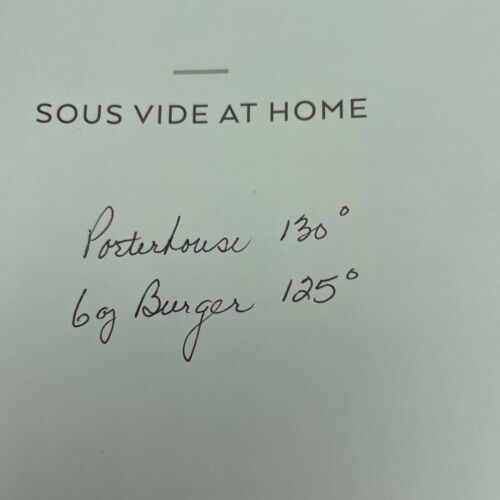 SOUS VIDE AT HOME
Porterhouse 130°
6oz Burger 125°